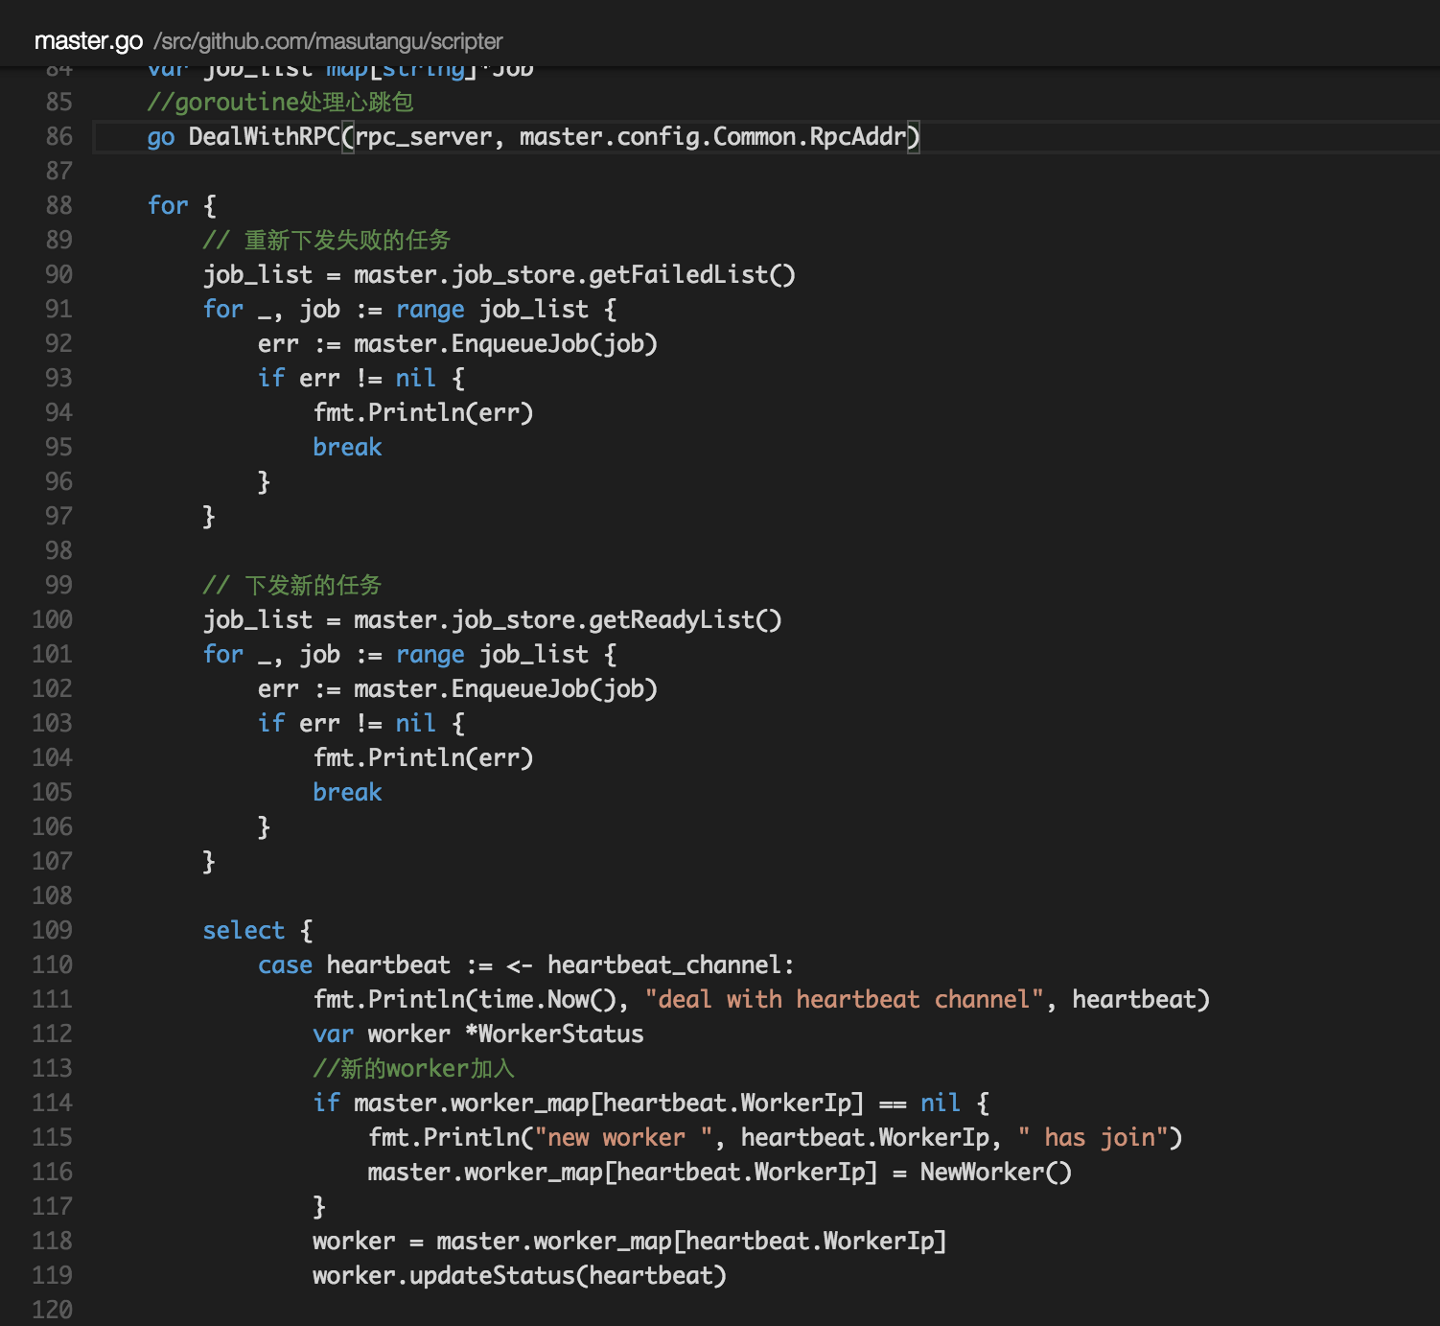 master.go /src/github.com/masutangu/scripter
84 var job_list map[string]*Job
85 //goroutine处理心跳包
86 go DealWithRPC(rpc_server, master.config.Common.RpcAddr)
87
88 for {
89 // 重新下发失败的任务
90 job_list = master.job_store.getFailedList()
91 for _, job := range job_list {
92 err := master.EnqueueJob(job)
93 if err != nil {
94 fmt.Println(err)
95 break
96 }
97 }
98
99 // 下发新的任务
100 job_list = master.job_store.getReadyList()
101 for _, job := range job_list {
102 err := master.EnqueueJob(job)
103 if err != nil {
104 fmt.Println(err)
105 break
106 }
107 }
108
109 select {
110 case heartbeat := <- heartbeat_channel:
111 fmt.Println(time.Now(), "deal with heartbeat channel", heartbeat)
112 var worker *WorkerStatus
113 //新的worker加入
114 if master.worker_map[heartbeat.WorkerIp] == nil {
115 fmt.Println("new worker ", heartbeat.WorkerIp, " has join")
116 master.worker_map[heartbeat.WorkerIp] = NewWorker()
117 }
118 worker = master.worker_map[heartbeat.WorkerIp]
119 worker.updateStatus(heartbeat)
120